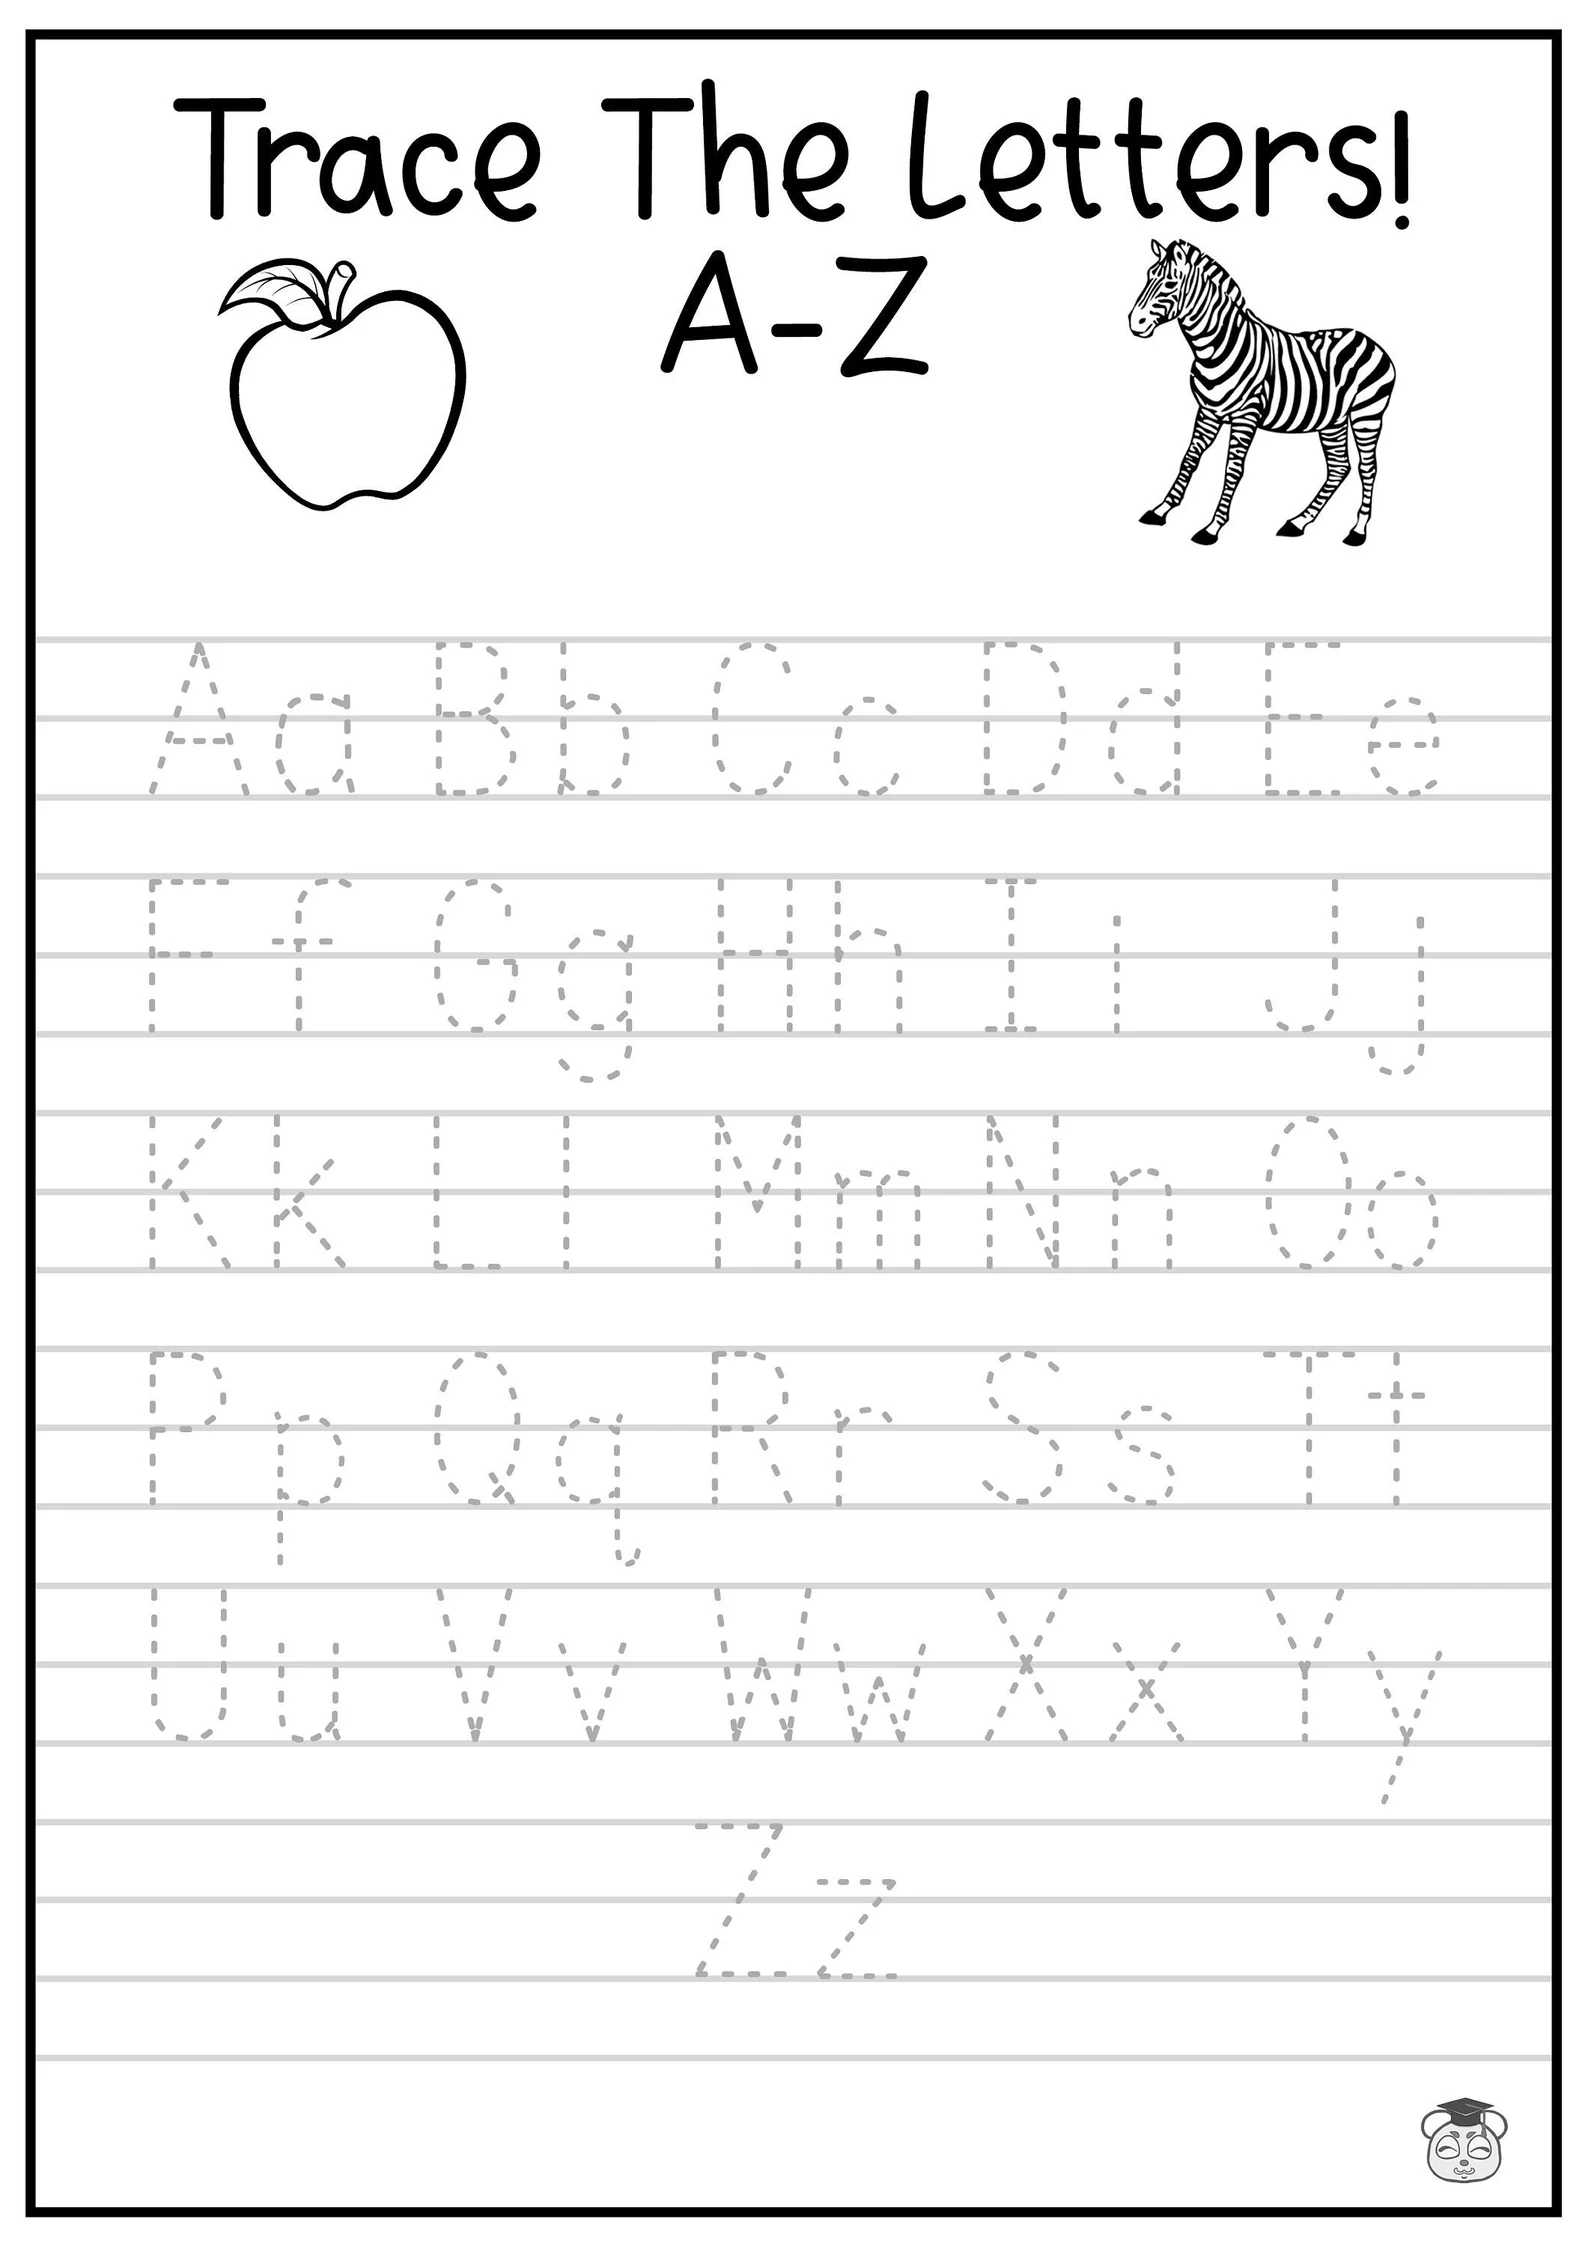 Trace The Letters!
A-Z
Aa Bb Cc Dd Ee
Ff Gg Hh Ii Jj
Kk Ll Mm Nn Oo
Pp Qq Rr Ss Tt
Uu Vv Ww Xx Yy
Zz